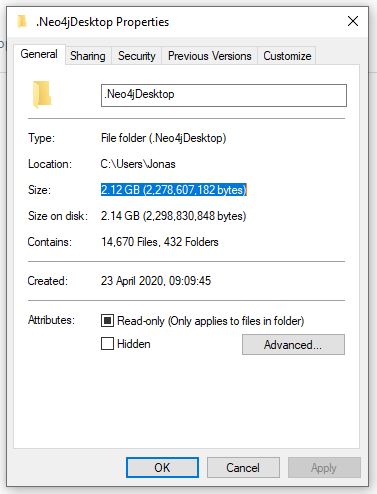 .Neo4jDesktop Properties
General Sharing Security Previous Versions Customize
.Neo4jDesktop
Type: File folder (.Neo4jDesktop)
Location: C:\Users\Jonas
Size: 2.12 GB (2,278,607,182 bytes)
Size on disk: 2.14 GB (2,298,830,848 bytes)
Contains: 14,670 Files, 432 Folders
Created: 23 April 2020, 09:09:45
Attributes: Read-only (Only applies to files in folder)
Hidden Advanced...
OK Cancel Apply